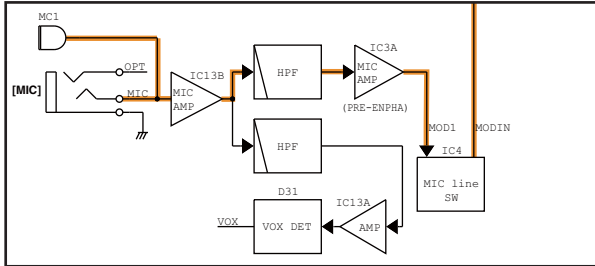 MC1
OPT
[MIC]
MIC
IC13B
MIC
AMP
HPF
IC3A
MIC
AMP
(PRE-ENPHA)
MOD1
MODIN
IC4
MIC line
SW
HPF
D31
VOX
VOX DET
IC13A
AMP